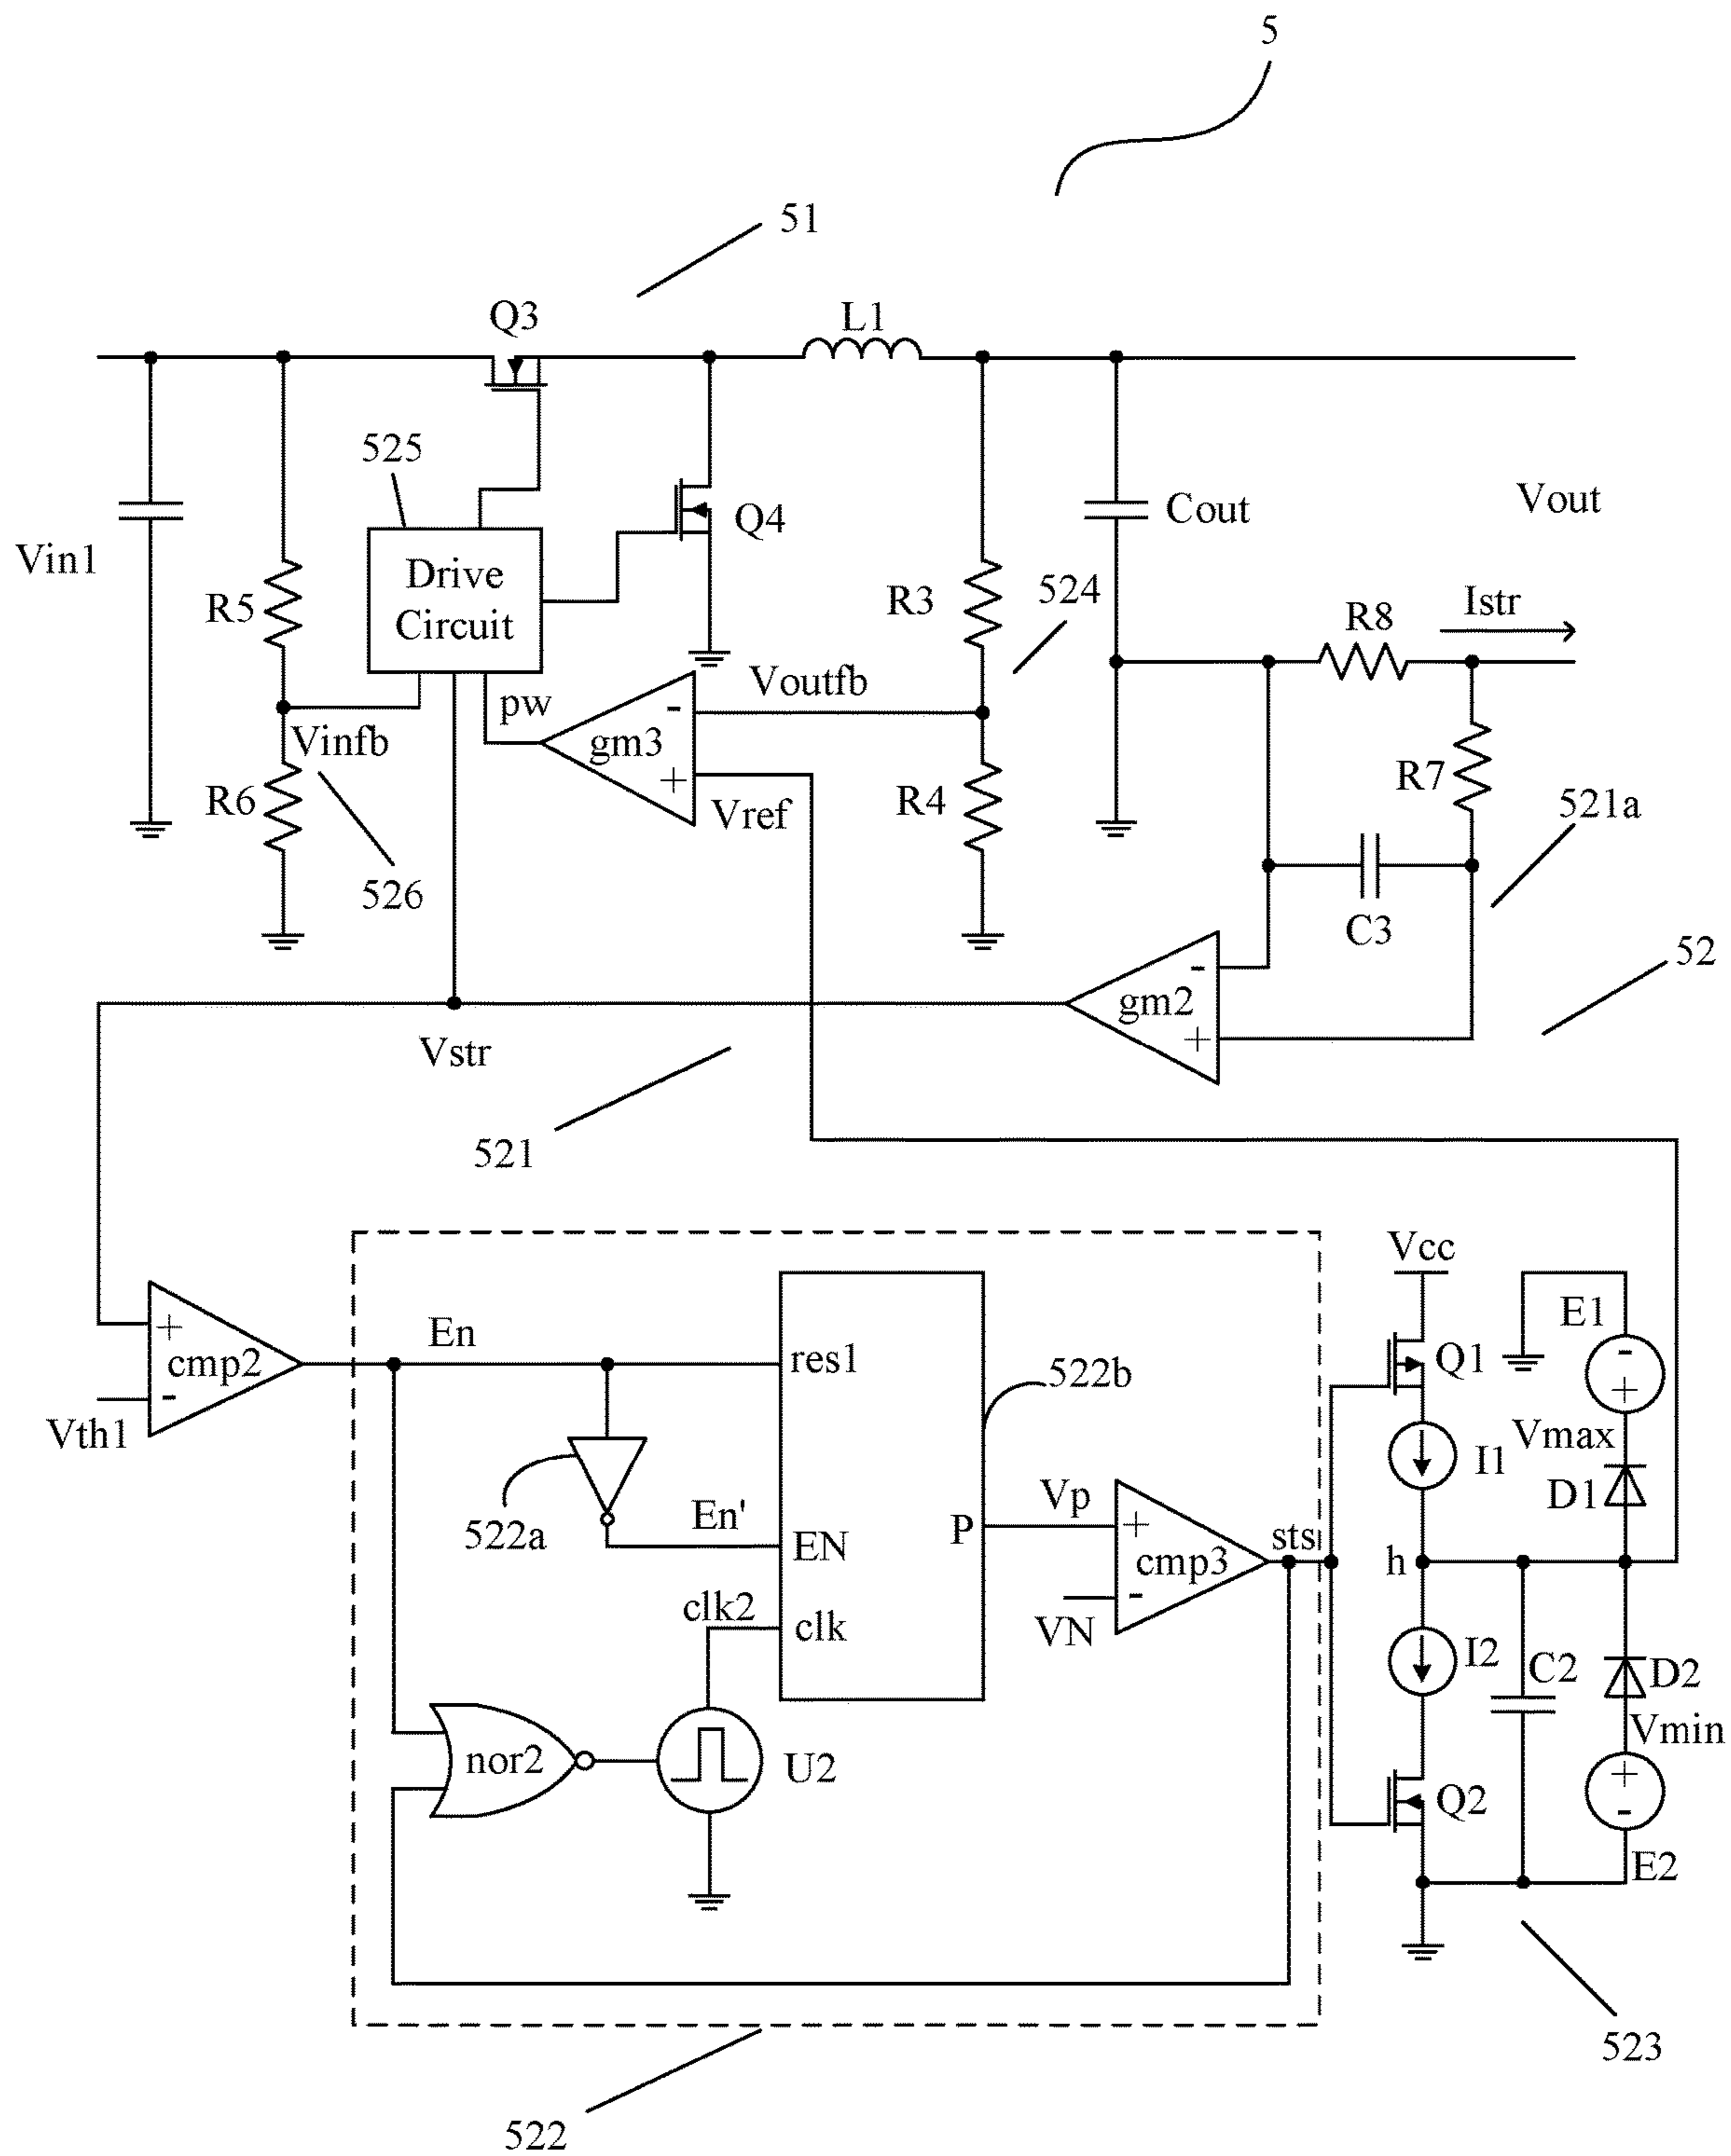 5
51
Q3
L1
525
Q4
Cout
Vout
Vin1
Drive
Circuit
R5
R3
524
R8
Istr
pw
Voutfb
-
gm3
+
Vinfb
R6
Vref
R4
R7
521a
526
C3
-
gm2
+
52
Vstr
521
Vcc
E1
-
+
En
+
cmp2
-
Vth1
res1
522b
Q1
Vmax
I1
D1
522a
En'
EN
P
Vp
+
cmp3
-
VN
sts
h
clk2
clk
I2
C2
D2
Vmin
nor2
U2
Q2
+
-
E2
523
522